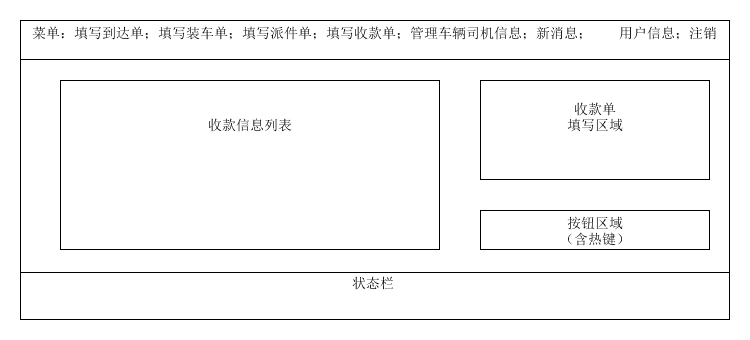 菜单：填写到达单；填写装车单；填写派件单；填写收款单；管理车辆司机信息；新消息； 用户信息；注销
收款信息列表
收款单
填写区域
按钮区域
（含热键）
状态栏